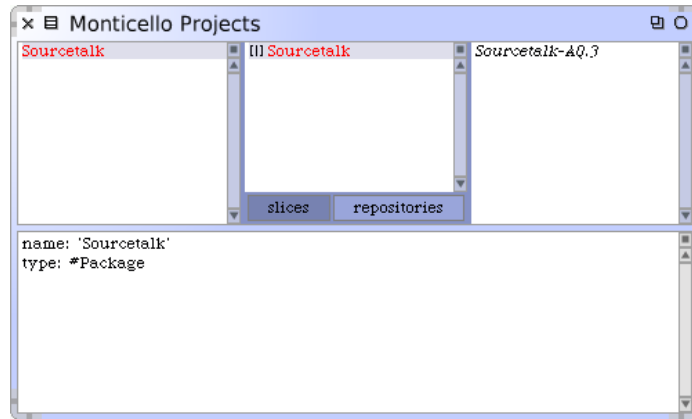 Monticello Projects
Sourcetalk
[|] Sourcetalk
Sourcetalk-AQ.3
slices
repositories
name: 'Sourcetalk'
type: #Package